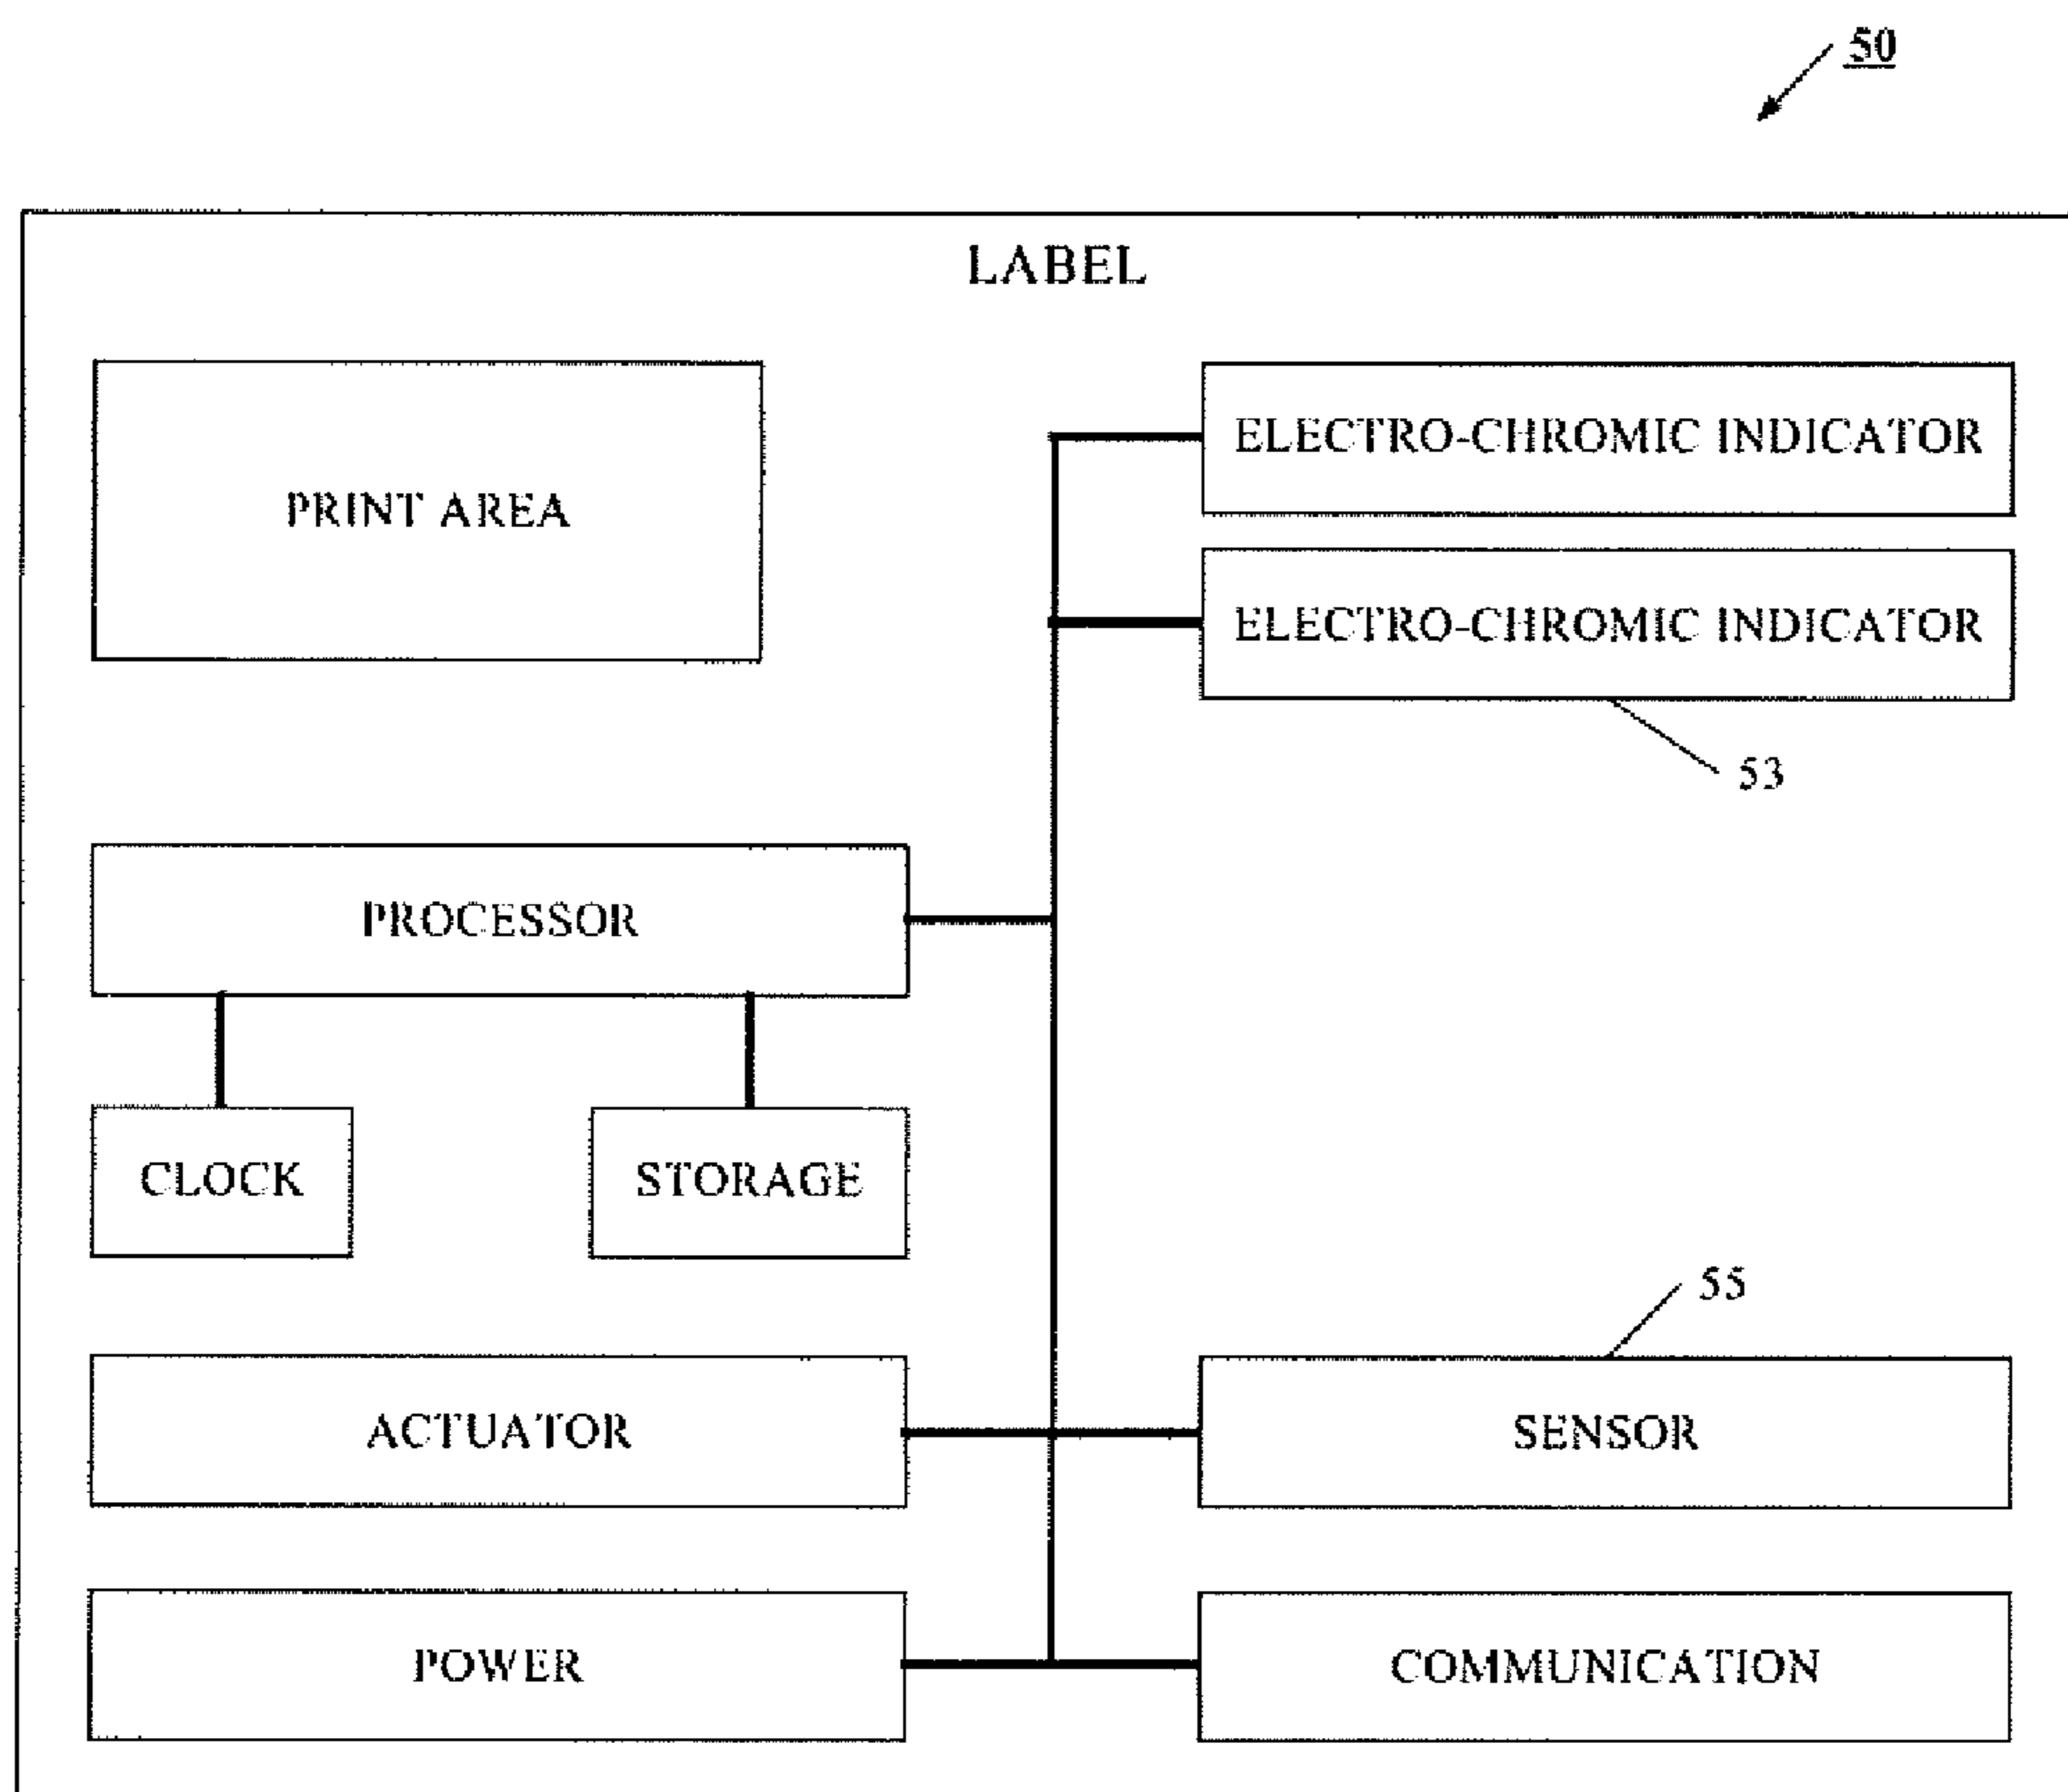 50
LABEL
PRINT AREA
ELECTRO-CHROMIC INDICATOR
ELECTRO-CHROMIC INDICATOR
53
PROCESSOR
CLOCK
STORAGE
55
ACTUATOR
SENSOR
POWER
COMMUNICATION